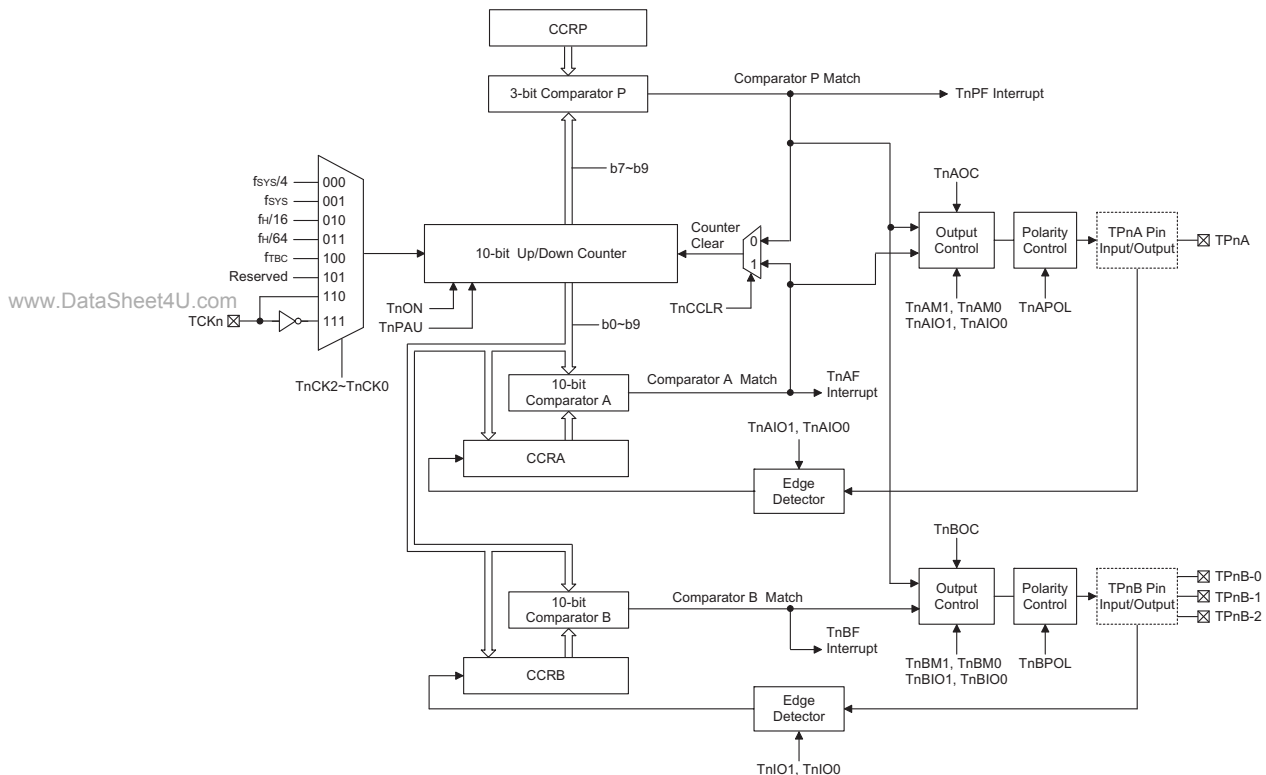 CCRP
3-bit Comparator P
Comparator P Match
TnPF Interrupt
b7~b9
fSYS/4
000
fSYS
001
fH/16
010
fH/64
011
fTBC
100
Reserved
101
110
111
TCKn
TnCK2~TnCK0
www.DataSheet4U.com
10-bit Up/Down Counter
TnON
TnPAU
Counter
Clear
0
1
TnCCLR
b0~b9
TnAOC
Output
Control
TnAM1, TnAM0
TnAIO1, TnAIO0
Polarity
Control
TnAPOL
TPnA Pin
Input/Output
TPnA
10-bit
Comparator A
Comparator A Match
TnAF
Interrupt
CCRA
TnAIO1, TnAIO0
Edge
Detector
TnBOC
Output
Control
TnBM1, TnBM0
TnBIO1, TnBIO0
Polarity
Control
TnBPOL
TPnB Pin
Input/Output
TPnB-0
TPnB-1
TPnB-2
10-bit
Comparator B
Comparator B Match
TnBF
Interrupt
CCRB
Edge
Detector
TnIO1, TnIO0